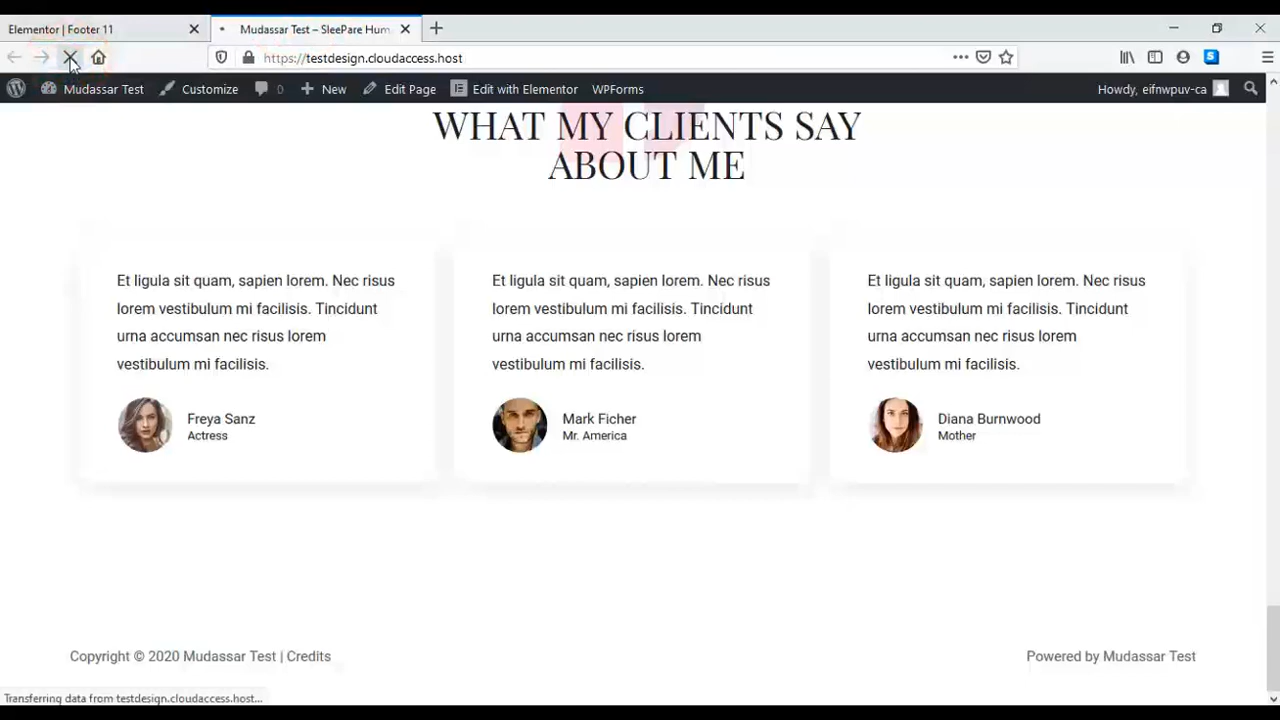 Elementor | Footer 11
Mudassar Test – SleePare Hum
https://testdesign.cloudaccess.host
Mudassar Test
Customize
0
New
Edit Page
Edit with Elementor
WPForms
Howdy, eifnwpuv-ca
WHAT MY CLIENTS SAY
ABOUT ME
Et ligula sit quam, sapien lorem. Nec risus
lorem vestibulum mi facilisis. Tincidunt
urna accumsan nec risus lorem
vestibulum mi facilisis.
Freya Sanz
Actress
Et ligula sit quam, sapien lorem. Nec risus
lorem vestibulum mi facilisis. Tincidunt
urna accumsan nec risus lorem
vestibulum mi facilisis.
Mark Ficher
Mr. America
Et ligula sit quam, sapien lorem. Nec risus
lorem vestibulum mi facilisis. Tincidunt
urna accumsan nec risus lorem
vestibulum mi facilisis.
Diana Burnwood
Mother
Copyright © 2020 Mudassar Test | Credits
Powered by Mudassar Test
Transferring data from testdesign.cloudaccess.host...